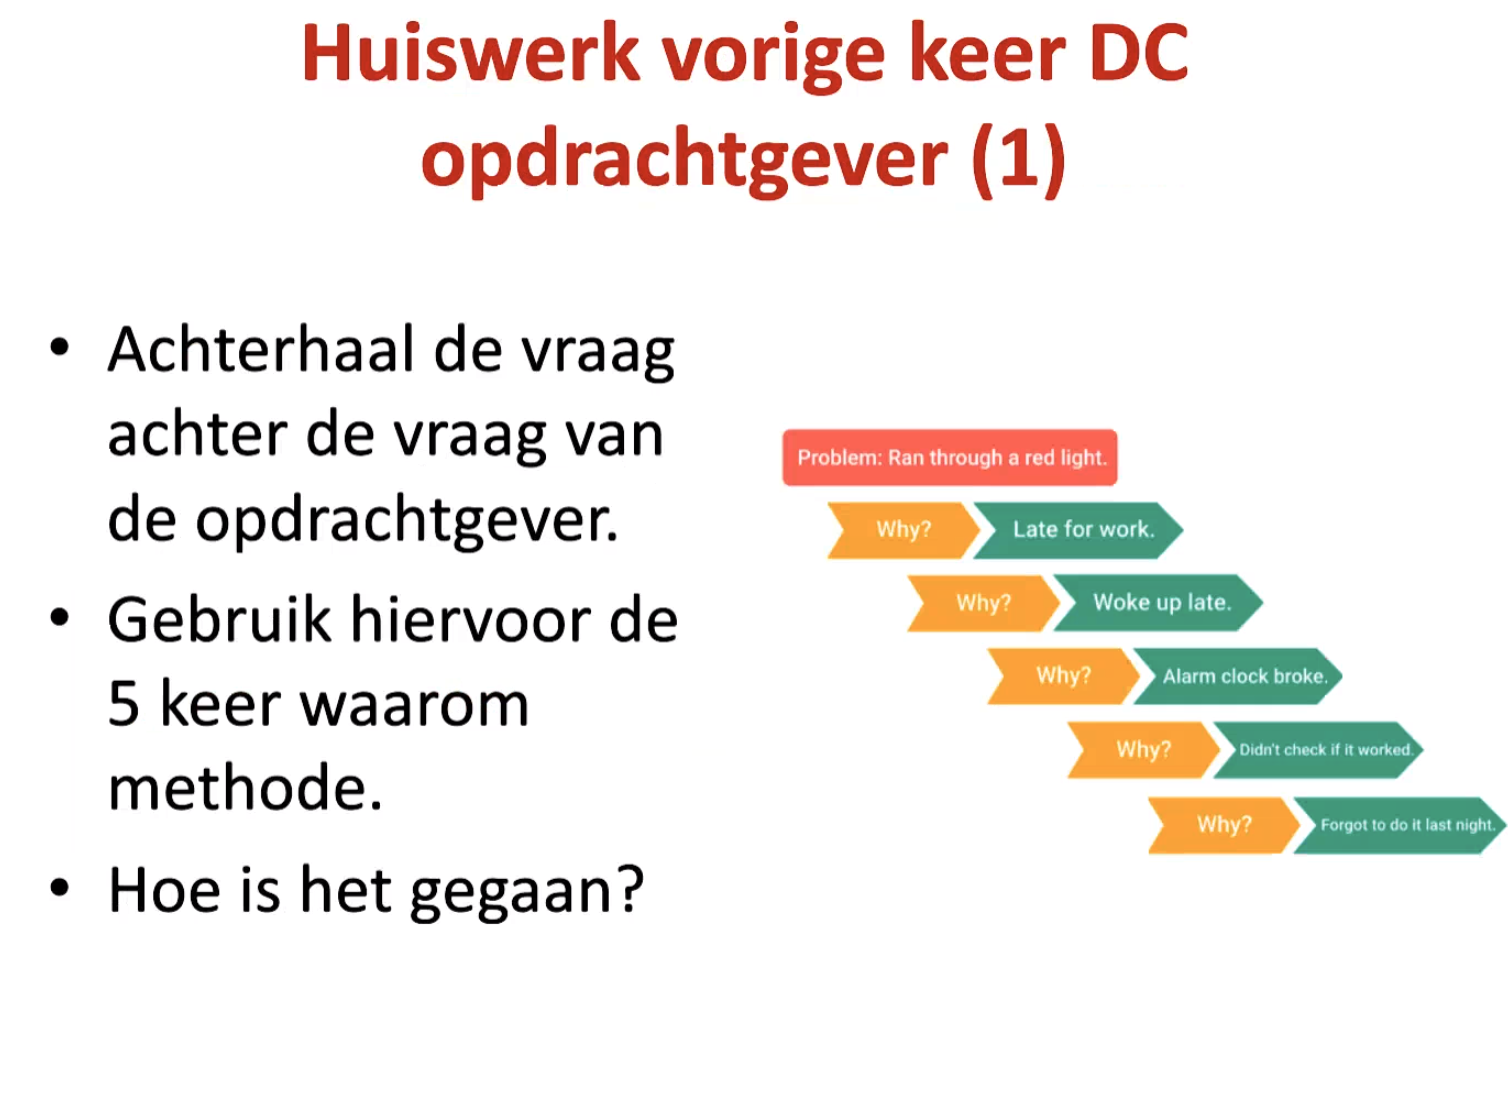 Huiswerk vorige keer DC
opdrachtgever (1)
• Achterhaal de vraag
achter de vraag van
de opdrachtgever.
• Gebruik hiervoor de
5 keer waarom
methode.
• Hoe is het gegaan?
Problem: Ran through a red light.
Why? Late for work.
Why? Woke up late.
Why? Alarm clock broke.
Why? Didn't check if it worked.
Why? Forgot to do it last night.